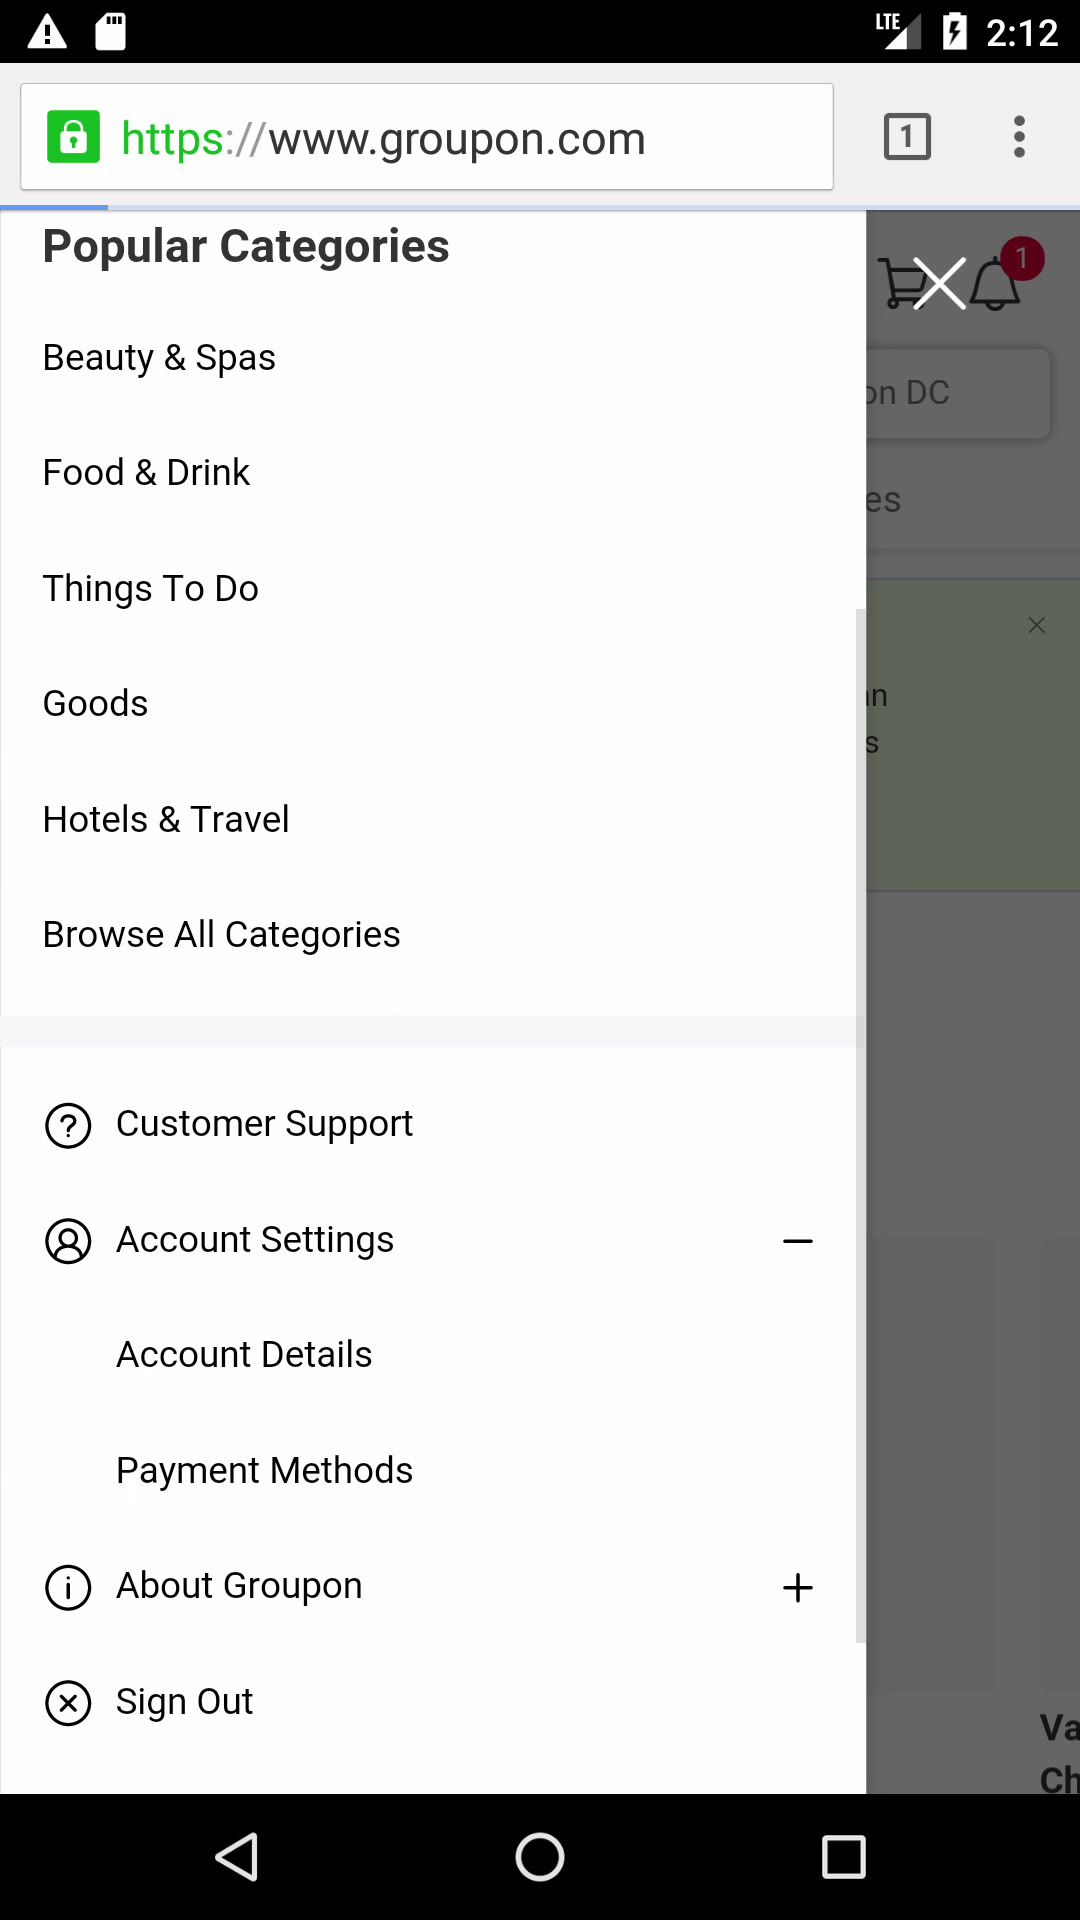 LTE 2:12
https://www.groupon.com
1
Popular Categories
1
Beauty & Spas
on DC
Food & Drink
es
Things To Do
an
Goods
s
Hotels & Travel
Browse All Categories
Customer Support
Account Settings
Account Details
Payment Methods
About Groupon
Sign Out
Va
Ch